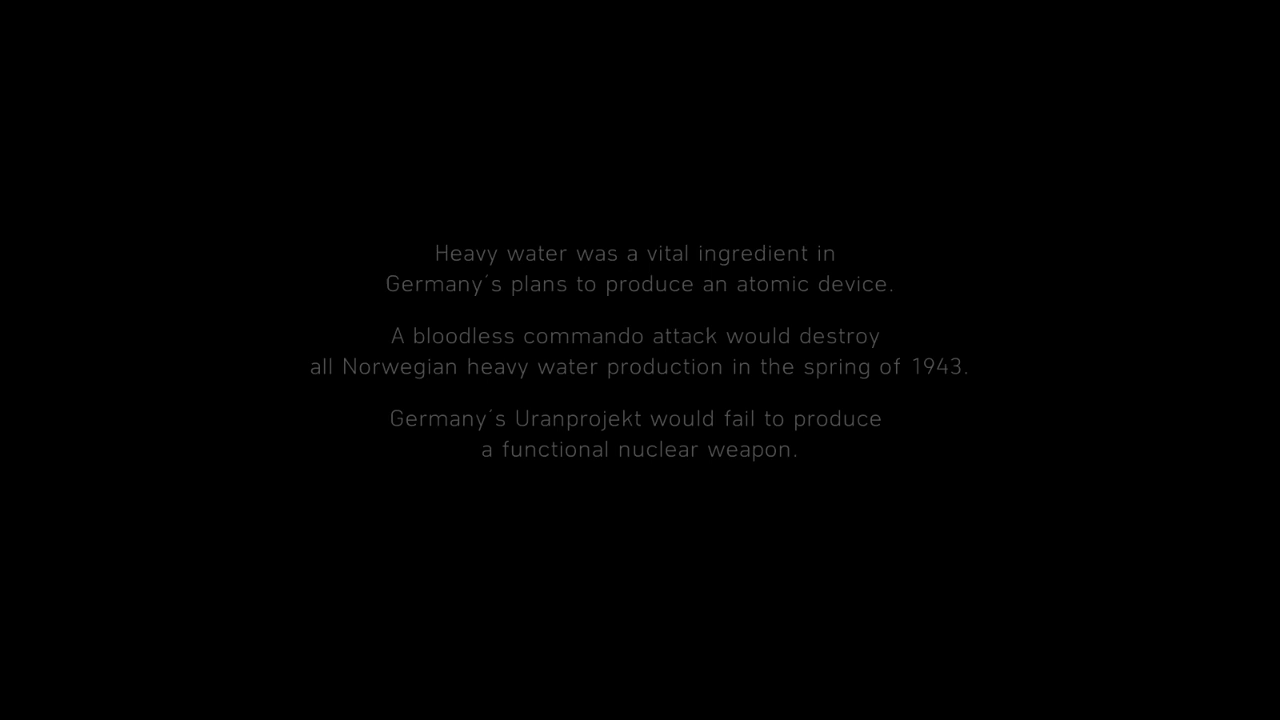 Heavy water was a vital ingredient in
Germany´s plans to produce an atomic device.
A bloodless commando attack would destroy
all Norwegian heavy water production in the spring of 1943.
Germany´s Uranprojekt would fail to produce
a functional nuclear weapon.